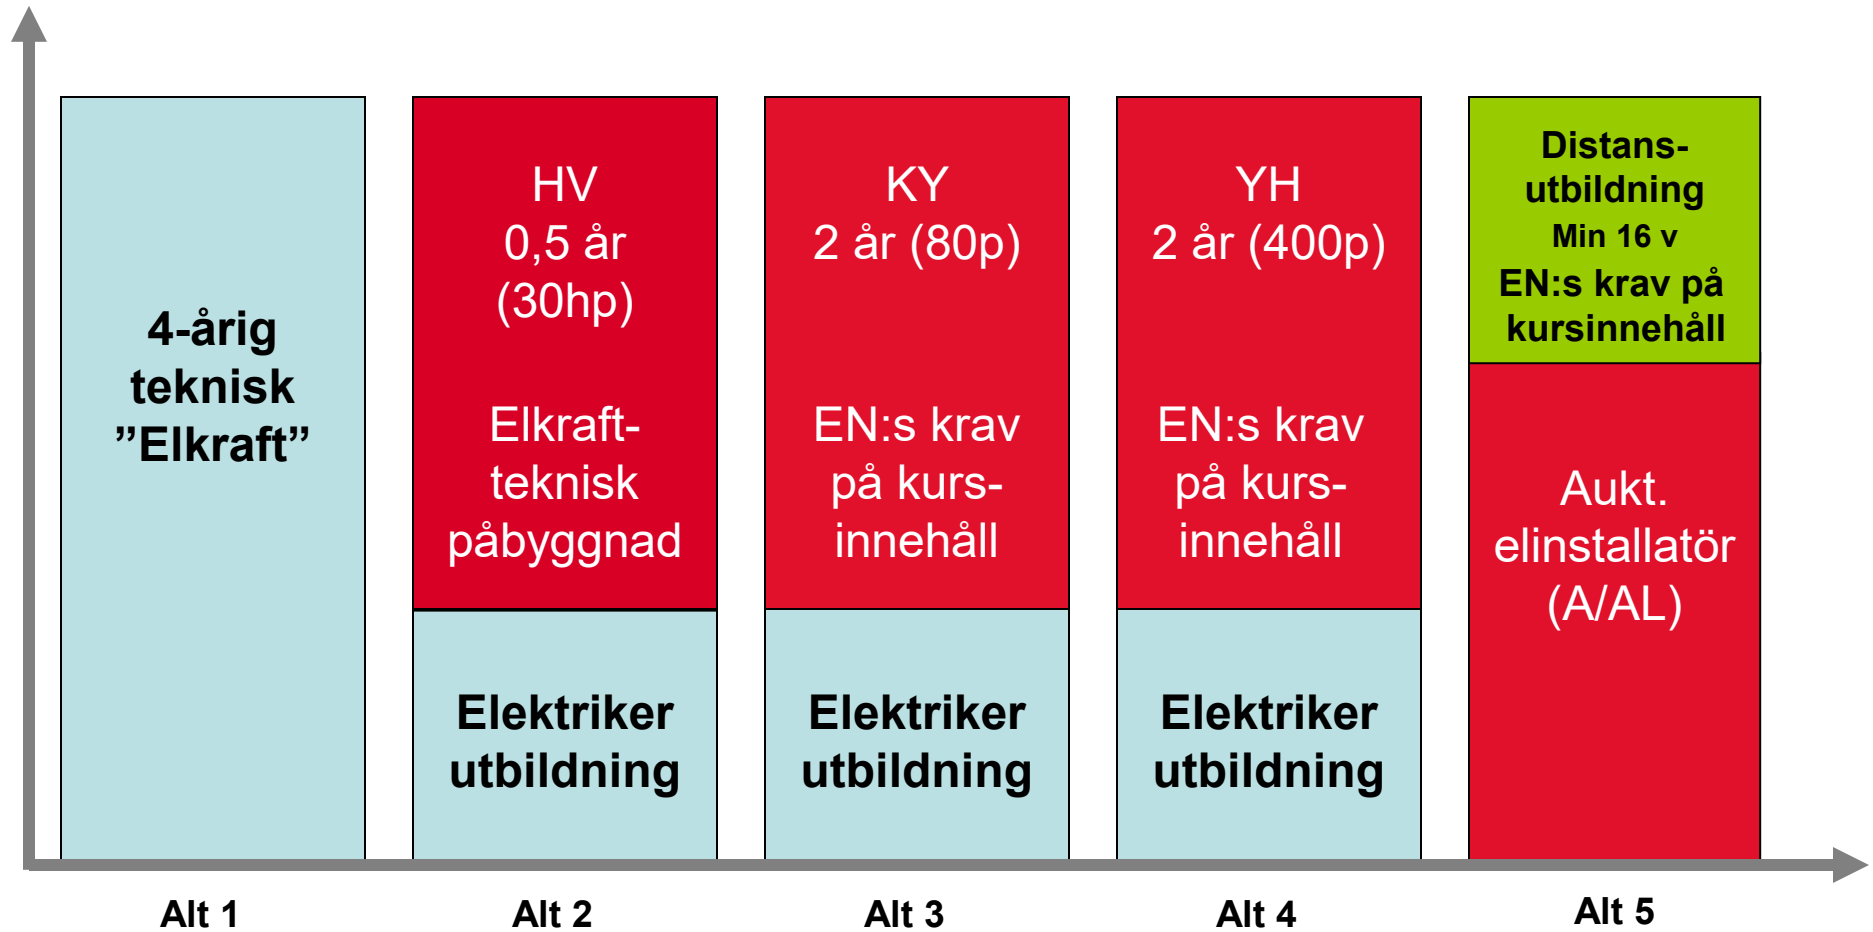 4-årig
teknisk
”Elkraft”
HV
0,5 år
(30hp)
Elkraft-
teknisk
påbyggnad
Elektriker
utbildning
KY
2 år (80p)
EN:s krav
på kurs-
innehåll
Elektriker
utbildning
YH
2 år (400p)
EN:s krav
på kurs-
innehåll
Elektriker
utbildning
Distans-
utbildning
Min 16 v
EN:s krav på
kursinnehåll
Aukt.
elinstallatör
(A/AL)
Alt 1
Alt 2
Alt 3
Alt 4
Alt 5